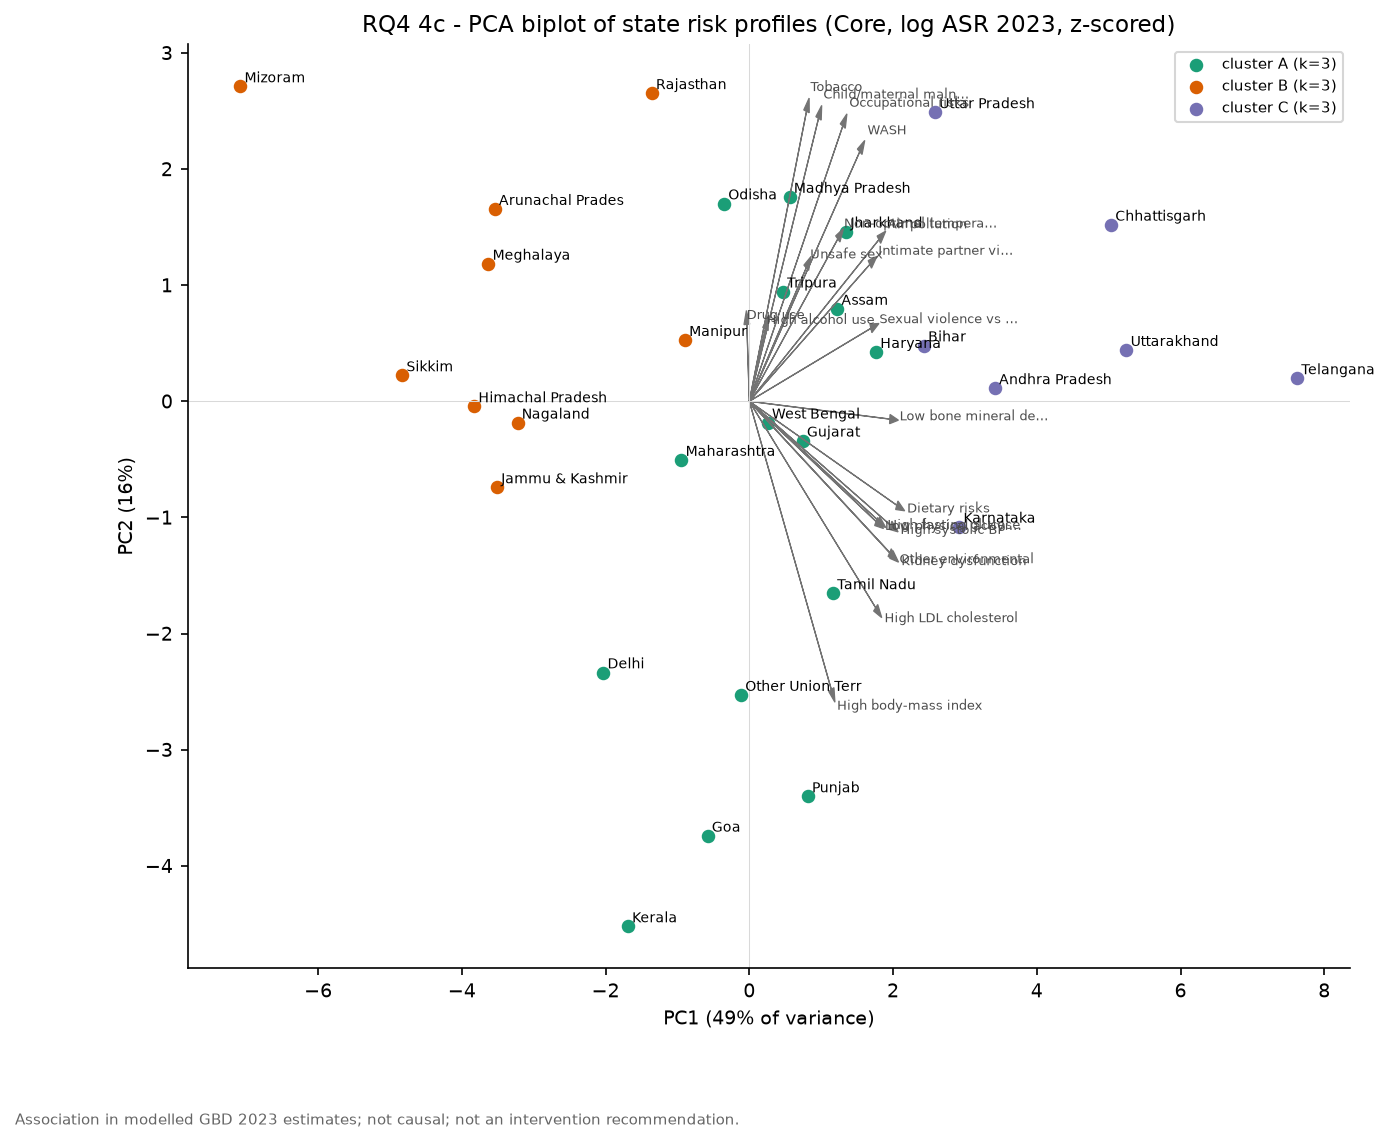 RQ4 4c - PCA biplot of state risk profiles (Core, log ASR 2023, z-scored)
cluster A (k=3)
cluster B (k=3)
cluster C (k=3)
Mizoram
Rajasthan
Tobacco
Child/maternal maln...
Occupational
Uttar Pradesh
WASH
Arunachal Prades
Odisha
Madhya Pradesh
Chhattisgarh
Jharkhand
Meghalaya
Unsafe sex
Intimate partner vi...
Tripura
Assam
Drug use
High alcohol use
Sexual violence vs ...
Manipur
Haryana
Bihar
Uttarakhand
Sikkim
Andhra Pradesh
Telangana
Himachal Pradesh
Nagaland
West Bengal
Low bone mineral de...
Gujarat
Maharashtra
Jammu & Kashmir
Dietary risks
Karnataka
High systolic BP
Other environmental
Kidney dysfunction
Tamil Nadu
High LDL cholesterol
Delhi
Other Union Terr
High body-mass index
Punjab
Goa
Kerala
3
2
1
0
−1
−2
−3
−4
PC2 (16%)
−6 −4 −2 0 2 4 6 8
PC1 (49% of variance)
Association in modelled GBD 2023 estimates; not causal; not an intervention recommendation.